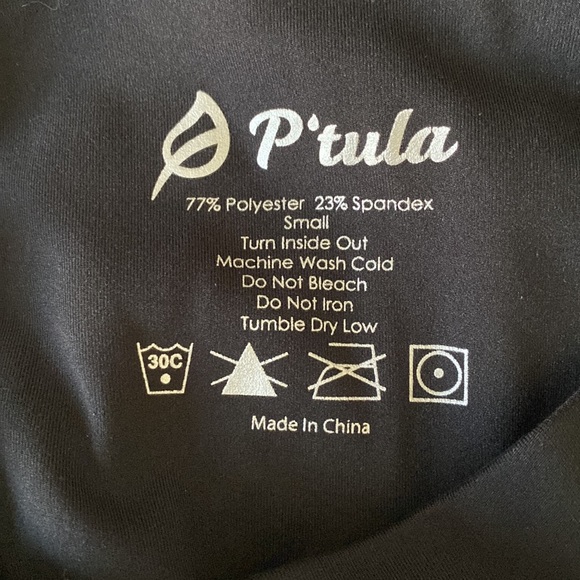 P'tula
77% Polyester 23% Spandex
Small
Turn Inside Out
Machine Wash Cold
Do Not Bleach
Do Not Iron
Tumble Dry Low
30C
Made In China